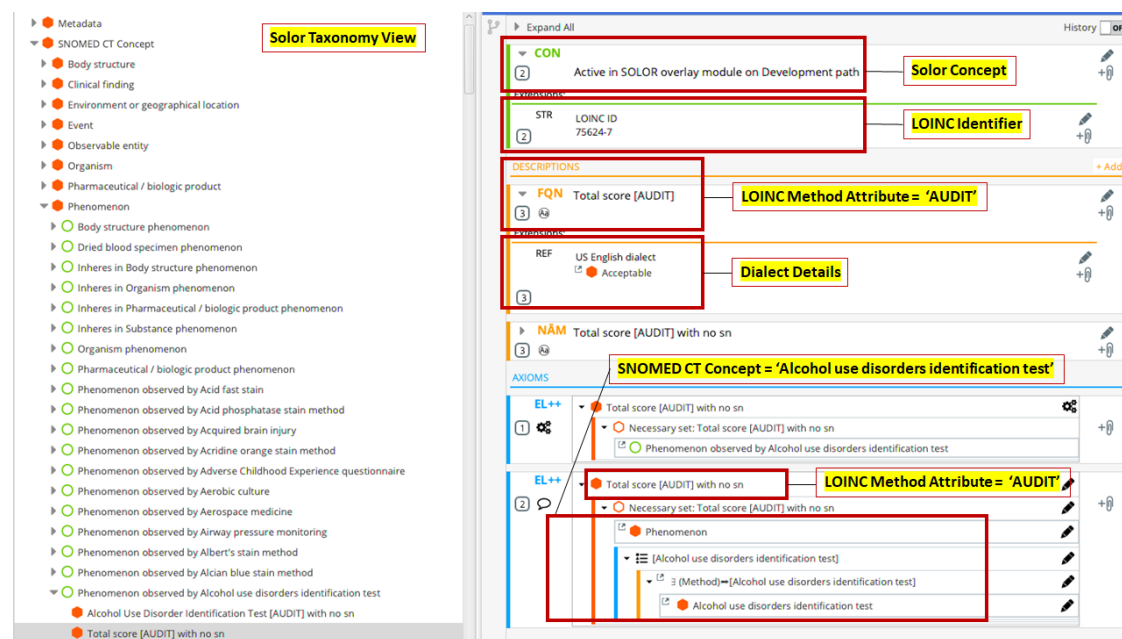 Metadata
SNOMED CT Concept
Solor Taxonomy View
Body structure
Clinical finding
Environment or geographical location
Event
Observable entity
Organism
Pharmaceutical / biologic product
Phenomenon
Body structure phenomenon
Dried blood specimen phenomenon
Inheres in Body structure phenomenon
Inheres in Organism phenomenon
Inheres in Pharmaceutical / biologic product phenomenon
Inheres in Substance phenomenon
Organism phenomenon
Pharmaceutical / biologic product phenomenon
Phenomenon observed by Acid fast stain
Phenomenon observed by Acid phosphatase stain method
Phenomenon observed by Acquired brain injury
Phenomenon observed by Acridine orange stain method
Phenomenon observed by Adverse Childhood Experience questionnaire
Phenomenon observed by Aerobic culture
Phenomenon observed by Aerospace medicine
Phenomenon observed by Airway pressure monitoring
Phenomenon observed by Albert's stain method
Phenomenon observed by Alcian blue stain method
Phenomenon observed by Alcohol use disorders identification test
Alcohol Use Disorder Identification Test [AUDIT] with no sn
Total score [AUDIT] with no sn
Expand All
History OF
CON
2
Active in SOLOR overlay module on Development path
Solor Concept
Extensions:
STR
LOINC ID
75624-7
2
LOINC Identifier
DESCRIPTIONS
+ Add
FQN Total score [AUDIT]
3 Aa
LOINC Method Attribute = ‘AUDIT’
Extensions:
REF
US English dialect
Acceptable
3
Dialect Details
NĂM Total score [AUDIT] with no sn
3 Aa
SNOMED CT Concept = ‘Alcohol use disorders identification test’
AXIOMS
EL++ Total score [AUDIT] with no sn
1 Necessary set: Total score [AUDIT] with no sn
Phenomenon observed by Alcohol use disorders identification test
EL++ Total score [AUDIT] with no sn
LOINC Method Attribute = ‘AUDIT’
2 Necessary set: Total score [AUDIT] with no sn
Phenomenon
[Alcohol use disorders identification test]
∃ (Method)➞[Alcohol use disorders identification test]
Alcohol use disorders identification test